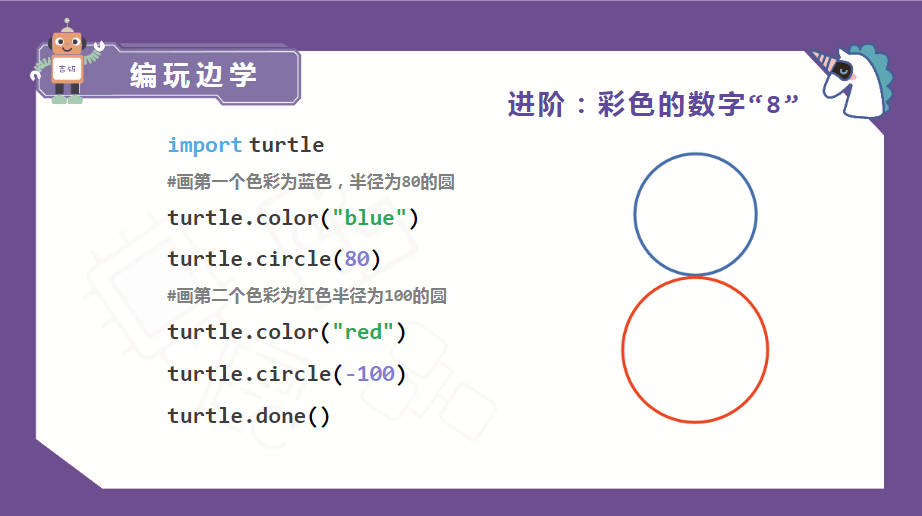 编玩边学
进阶：彩色的数字“8”
import turtle
#画第一个色彩为蓝色，半径为80的圆
turtle.color("blue")
turtle.circle(80)
#画第二个色彩为红色半径为100的圆
turtle.color("red")
turtle.circle(-100)
turtle.done()